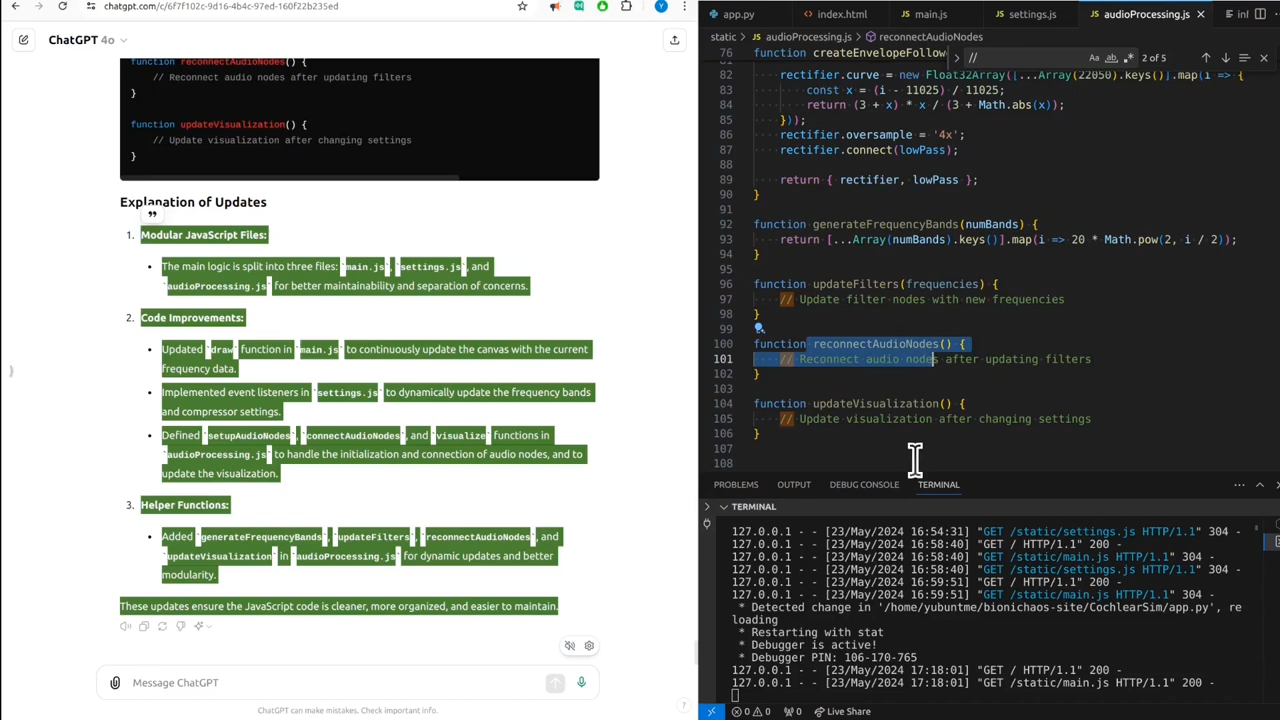 chatgpt.com/c/6f7f102c-9d16-4b4c-97ed-160f22b235ed
ChatGPT 4o
function reconnectAudioNodes() {
// Reconnect audio nodes after updating filters
}
function updateVisualization() {
// Update visualization after changing settings
}
Explanation of Updates
1. Modular JavaScript Files:
• The main logic is split into three files: `main.js`, `settings.js`, and
`audioProcessing.js` for better maintainability and separation of concerns.
2. Code Improvements:
• Updated `draw` function in `main.js` to continuously update the canvas with the current
frequency data.
• Implemented event listeners in `settings.js` to dynamically update the frequency bands
and compressor settings.
• Defined `setupAudioNodes`, `connectAudioNodes`, and `visualize` functions in
`audioProcessing.js` to handle the initialization and connection of audio nodes, and to
update the visualization.
3. Helper Functions:
• Added `generateFrequencyBands`, `updateFilters`, `reconnectAudioNodes`, and
`updateVisualization` in `audioProcessing.js` for dynamic updates and better
modularity.
These updates ensure the JavaScript code is cleaner, more organized, and easier to maintain.
Message ChatGPT
ChatGPT can make mistakes. Check important info.
?
app.py index.html main.js settings.js audioProcessing.js inf
static > audioProcessing.js > reconnectAudioNodes
76 function createEnvelopeFollow
// Aa ab 2 of 5
82 rectifier.curve = new Float32Array([...Array(22050).keys()].map(i => {
83 const x = (i - 11025) / 11025;
84 return (3 + x) * x / (3 + Math.abs(x));
85 }));
86 rectifier.oversample = '4x';
87 rectifier.connect(lowPass);
88
89 return { rectifier, lowPass };
90 }
91
92 function generateFrequencyBands(numBands) {
93 return [...Array(numBands).keys()].map(i => 20 * Math.pow(2, i / 2));
94 }
95
96 function updateFilters(frequencies) {
97 // Update filter nodes with new frequencies
98 }
99
100 function reconnectAudioNodes() {
101 // Reconnect audio nodes after updating filters
102 }
103
104 function updateVisualization() {
105 // Update visualization after changing settings
106 }
107
108
PROBLEMS OUTPUT DEBUG CONSOLE TERMINAL
TERMINAL
127.0.0.1 - - [23/May/2024 16:54:31] "GET /static/settings.js HTTP/1.1" 304 -
127.0.0.1 - - [23/May/2024 16:58:40] "GET / HTTP/1.1" 200 -
127.0.0.1 - - [23/May/2024 16:58:40] "GET /static/main.js HTTP/1.1" 304 -
127.0.0.1 - - [23/May/2024 16:58:40] "GET /static/settings.js HTTP/1.1" 304 -
127.0.0.1 - - [23/May/2024 16:59:51] "GET / HTTP/1.1" 200 -
127.0.0.1 - - [23/May/2024 16:59:51] "GET /static/main.js HTTP/1.1" 304 -
* Detected change in '/home/yubuntme/bionichaos-site/CochlearSim/app.py', re
loading
* Restarting with stat
* Debugger is active!
* Debugger PIN: 106-170-765
127.0.0.1 - - [23/May/2024 17:18:01] "GET / HTTP/1.1" 200 -
127.0.0.1 - - [23/May/2024 17:18:01] "GET /static/main.js HTTP/1.1" 200 -
0 0 0 Live Share